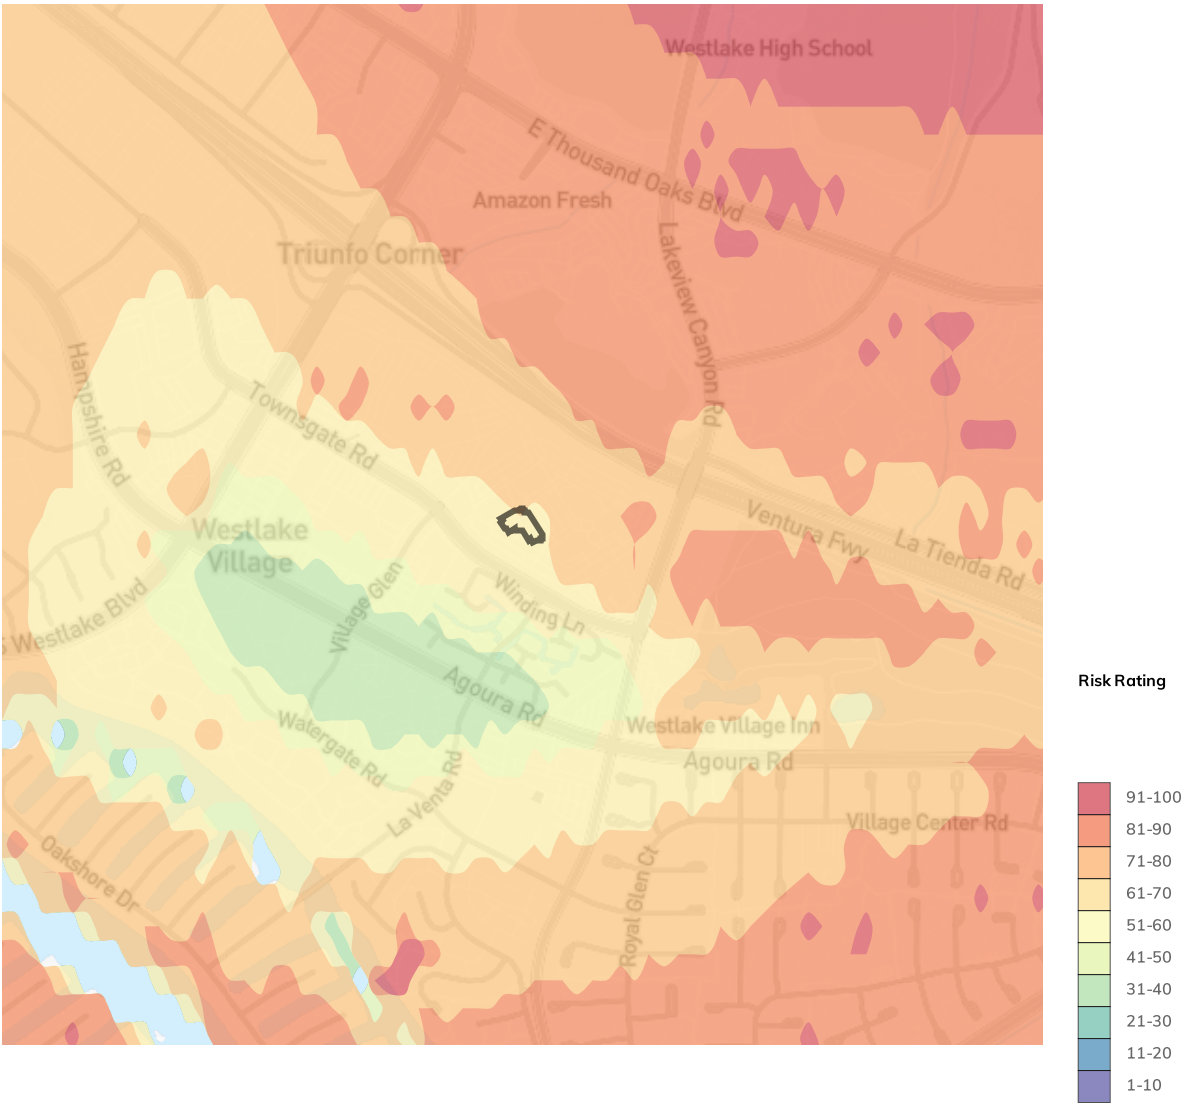 Westlake High School
E Thousand Oaks Blvd
Amazon Fresh
Triunfo Corner
Lakeview Canyon Rd
Hampshire Rd
Townsgate Rd
Ventura Fwy
La Tienda Rd
Westlake
Village
Village Glen
Winding Ln
S Westlake Blvd
Agoura Rd
Watergate Rd
Westlake Village Inn
Agoura Rd
La Venta Rd
Village Center Rd
Oakshore Dr
Royal Glen Ct
Risk Rating
91-100
81-90
71-80
61-70
51-60
41-50
31-40
21-30
11-20
1-10